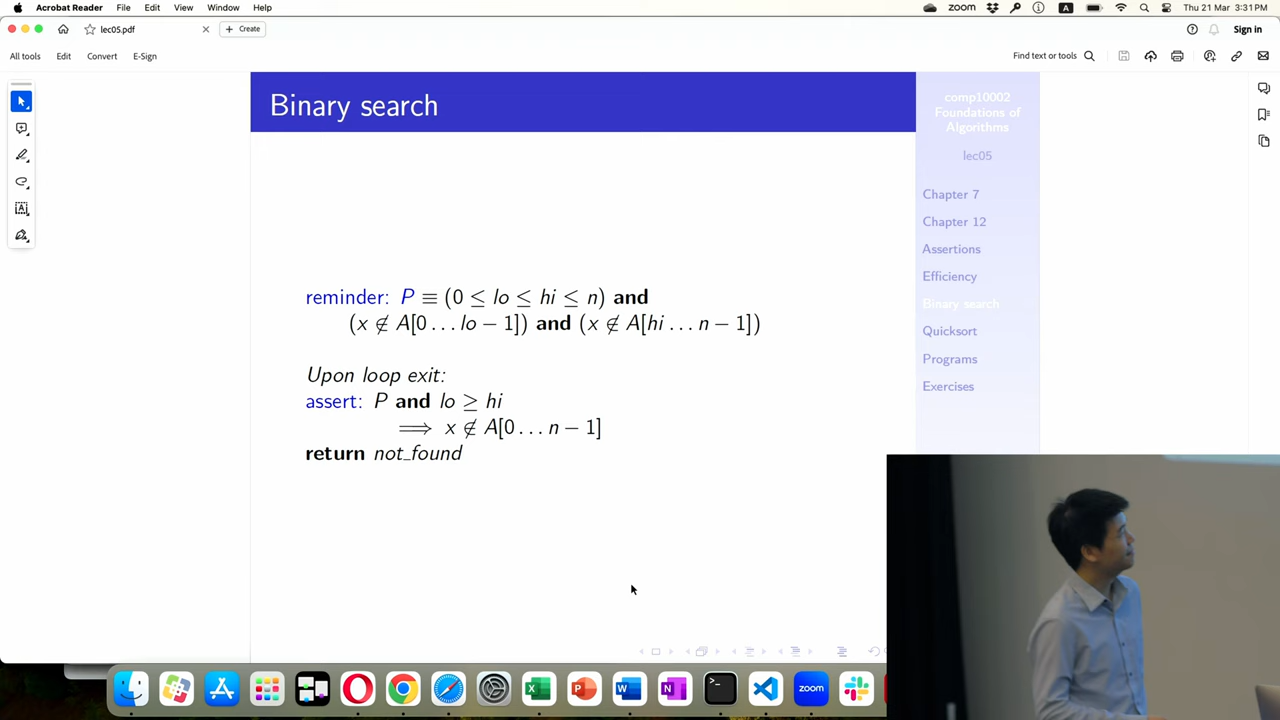 Acrobat Reader File Edit View Window Help zoom A Thu 21 Mar 3:31 PM
lec05.pdf + Create Sign in
All tools Edit Convert E-Sign Find text or tools
Binary search
reminder: P ≡ (0 ≤ lo ≤ hi ≤ n) and
(x ∉ A[0 … lo − 1]) and (x ∉ A[hi … n − 1])
Upon loop exit:
assert: P and lo ≥ hi
⟹ x ∉ A[0 … n − 1]
return not_found
comp10002
Foundations of
Algorithms
lec05
Chapter 7
Chapter 12
Assertions
Efficiency
Binary search
Quicksort
Programs
Exercises
zoom